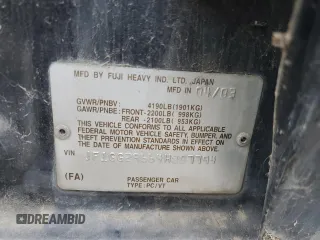 MFD BY FUJI HEAVY IND. LTD. JAPAN
MFD IN 04/03
GVWR/PNBV: 4190LB(1901KG)
GAWR/PNBE: FRONT-2200LB( 998KG)
REAR -2100LB( 953KG)
THIS VEHICLE CONFORMS TO ALL APPLICABLE
FEDERAL MOTOR VEHICLE SAFETY, BUMPER, AND
THEFT PREVENTION STANDARDS IN EFFECT ON THE
DATE OF MANUFACTURE SHOWN ABOVE.
VIN
(FA)
PASSENGER CAR
TYPE: PC/VT